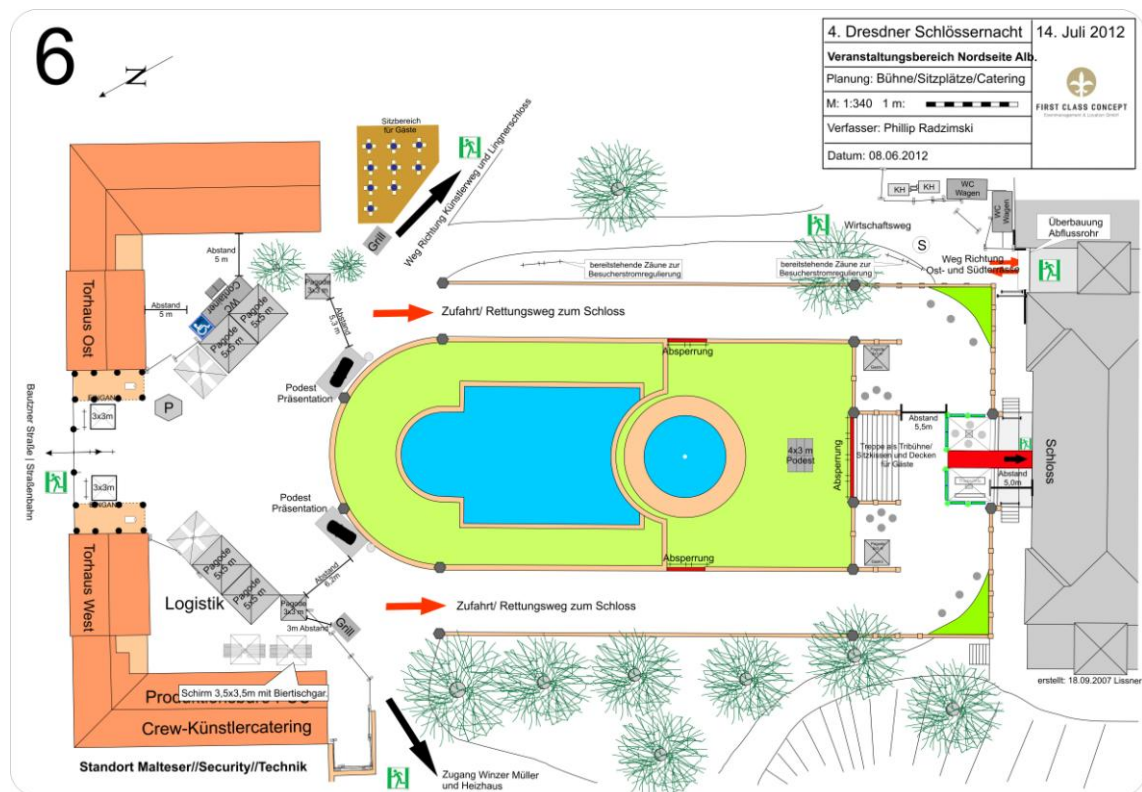 6
N
4. Dresdner Schlössernacht
14. Juli 2012
Veranstaltungsbereich Nordseite Alb.
Planung: Bühne/Sitzplätze/Catering
M: 1:340 1 m:
Verfasser: Phillip Radzimski
Datum: 08.06.2012
FIRST CLASS CONCEPT
Sitzbereich
für Gäste
Grill
Weg Richtung Künstlerweg und Lingnerschloss
KH
KH
WC
Wagen
WC
Wagen
Überbauung
Abflussrohr
Wirtschaftsweg
S
Weg Richtung
Ost- und Südterrasse
bereitstehende Zäune zur
Besucherstromregulierung
bereitstehende Zäune zur
Besucherstromregulierung
Abstand
5 m
Abstand
5 m
Torhaus Ost
WC
Container
Pagode
5x5 m
Pagode
5x5 m
Pagode
3x3 m
Abstand
5,3 m
Zufahrt/ Rettungsweg zum Schloss
Absperrung
Podest
Präsentation
P
3x3m
Bautzner Straße | Straßenbahn
3x3m
4x3 m
Podest
Absperrung
Treppe als Tribühne/
Sitzkissen und Decken
für Gäste
Abstand
5,5m
Abstand
5,0m
Schloss
Podest
Präsentation
Torhaus West
Pagode
5x5 m
Pagode
5x5 m
Logistik
Pagode
3x3 m
Abstand
6,2m
3m Abstand
Grill
Absperrung
Zufahrt/ Rettungsweg zum Schloss
Schirm 3,5x3,5m mit Biertischgar.
Crew-Künstlercatering
Standort Malteser//Security//Technik
Zugang Winzer Müller
und Heizhaus
erstellt: 18.09.2007 Lissner